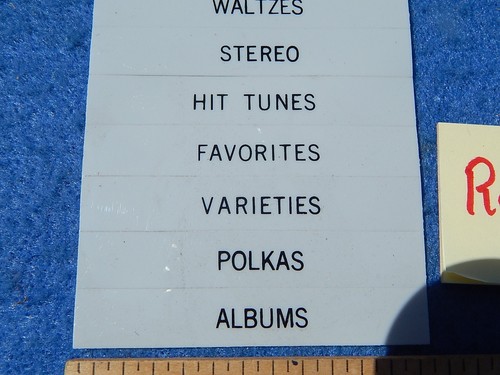 WALTZES
STEREO
HIT TUNES
FAVORITES
VARIETIES
POLKAS
ALBUMS